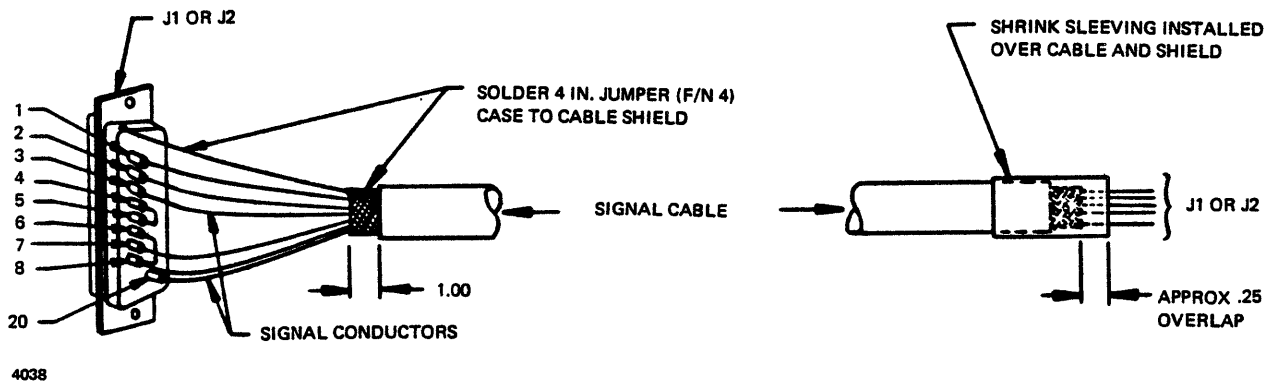 J1 OR J2
1
2
3
4
5
6
7
8
20
SOLDER 4 IN. JUMPER (F/N 4)
CASE TO CABLE SHIELD
SIGNAL CABLE
1.00
SIGNAL CONDUCTORS
SHRINK SLEEVING INSTALLED
OVER CABLE AND SHIELD
J1 OR J2
APPROX .25
OVERLAP
4038